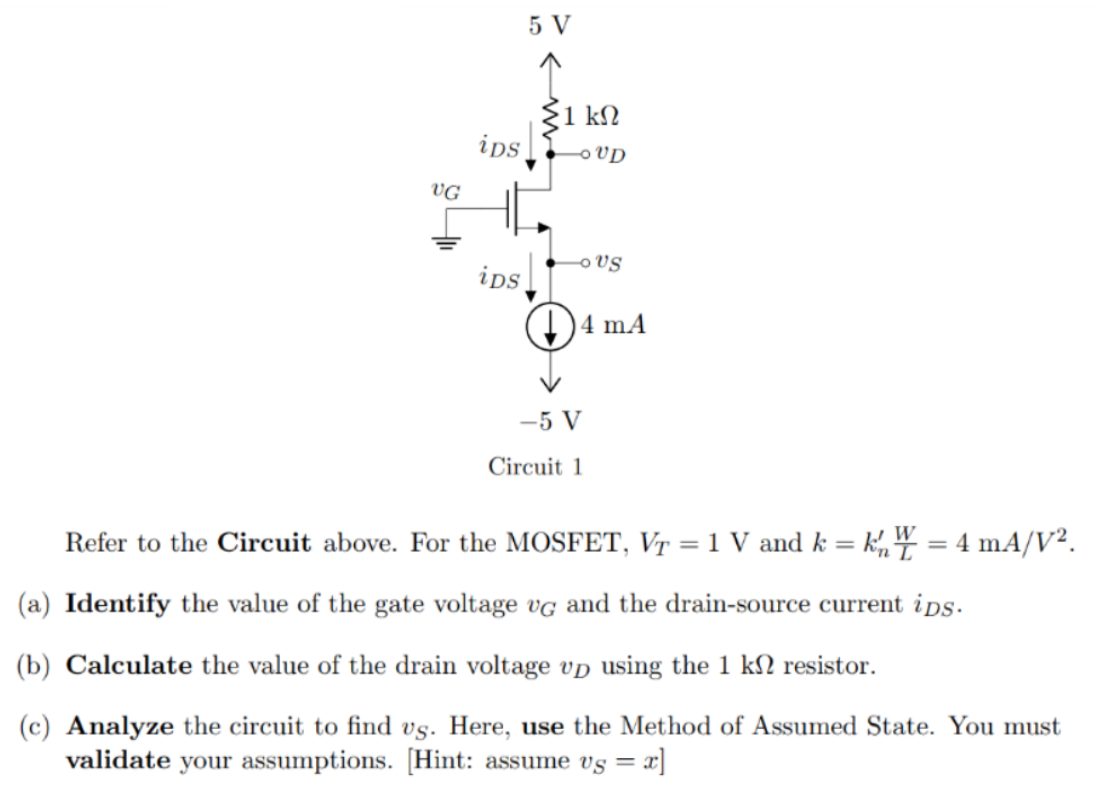 5 V
1 kΩ
iDS
vD
vG
vS
iDS
4 mA
−5 V
Circuit 1
Refer to the Circuit above. For the MOSFET, VT = 1 V and k = k′n W/L = 4 mA/V².
(a) Identify the value of the gate voltage vG and the drain-source current iDS.
(b) Calculate the value of the drain voltage vD using the 1 kΩ resistor.
(c) Analyze the circuit to find vS. Here, use the Method of Assumed State. You must
validate your assumptions. [Hint: assume vS = x]